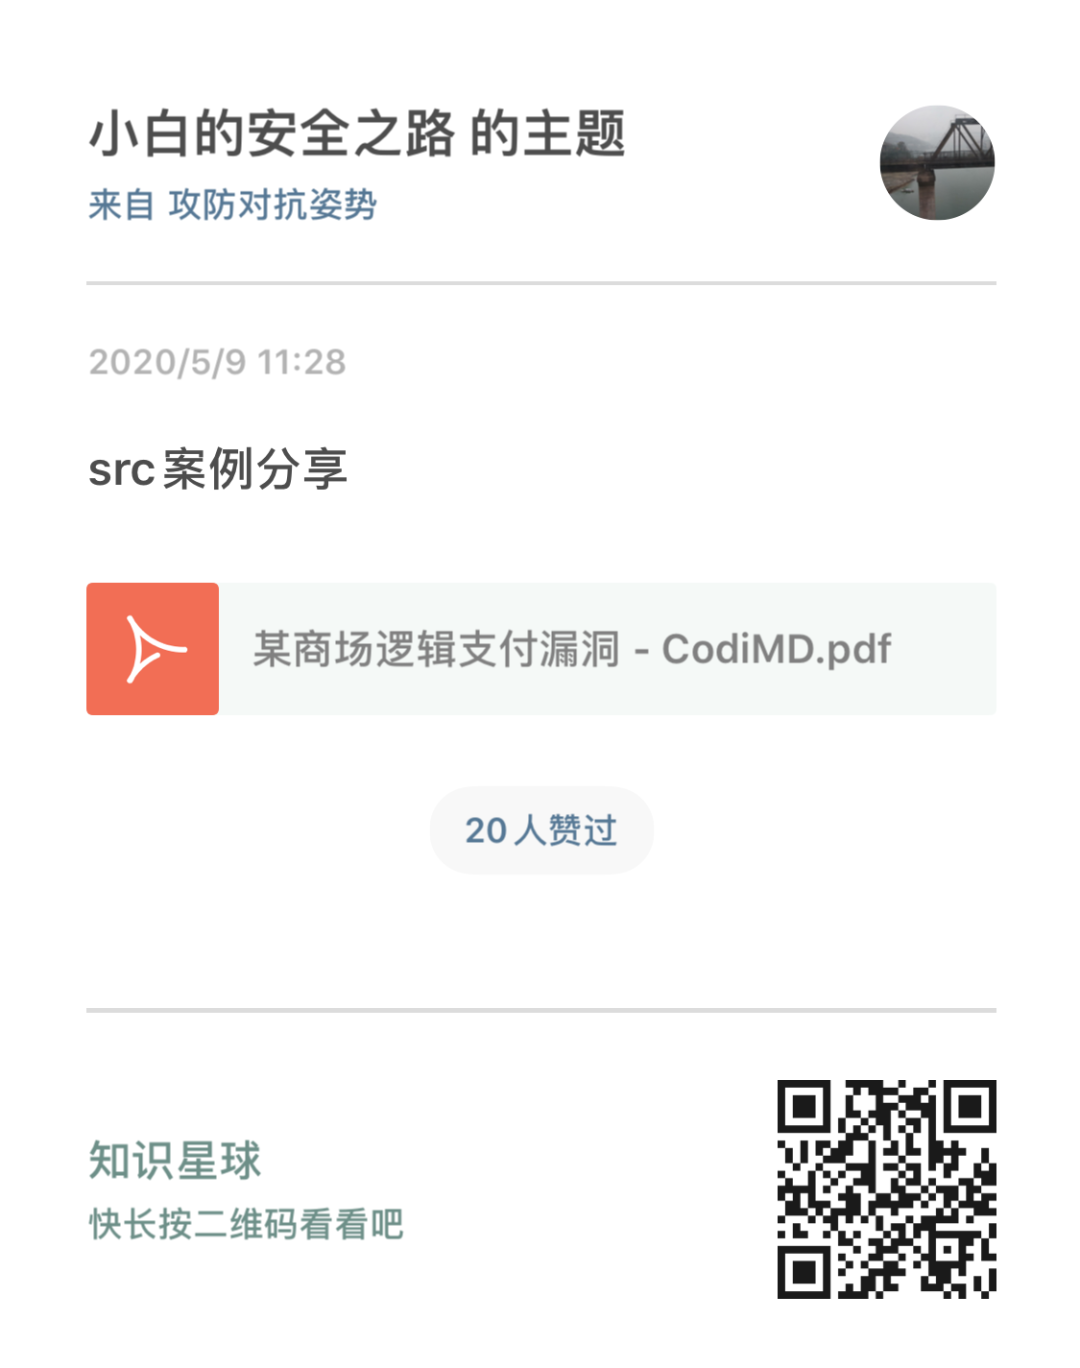 小白的安全之路 的主题
来自 攻防对抗姿势
2020/5/9 11:28
src案例分享
某商场逻辑支付漏洞 - CodiMD.pdf
20人赞过
知识星球
快长按二维码看看吧